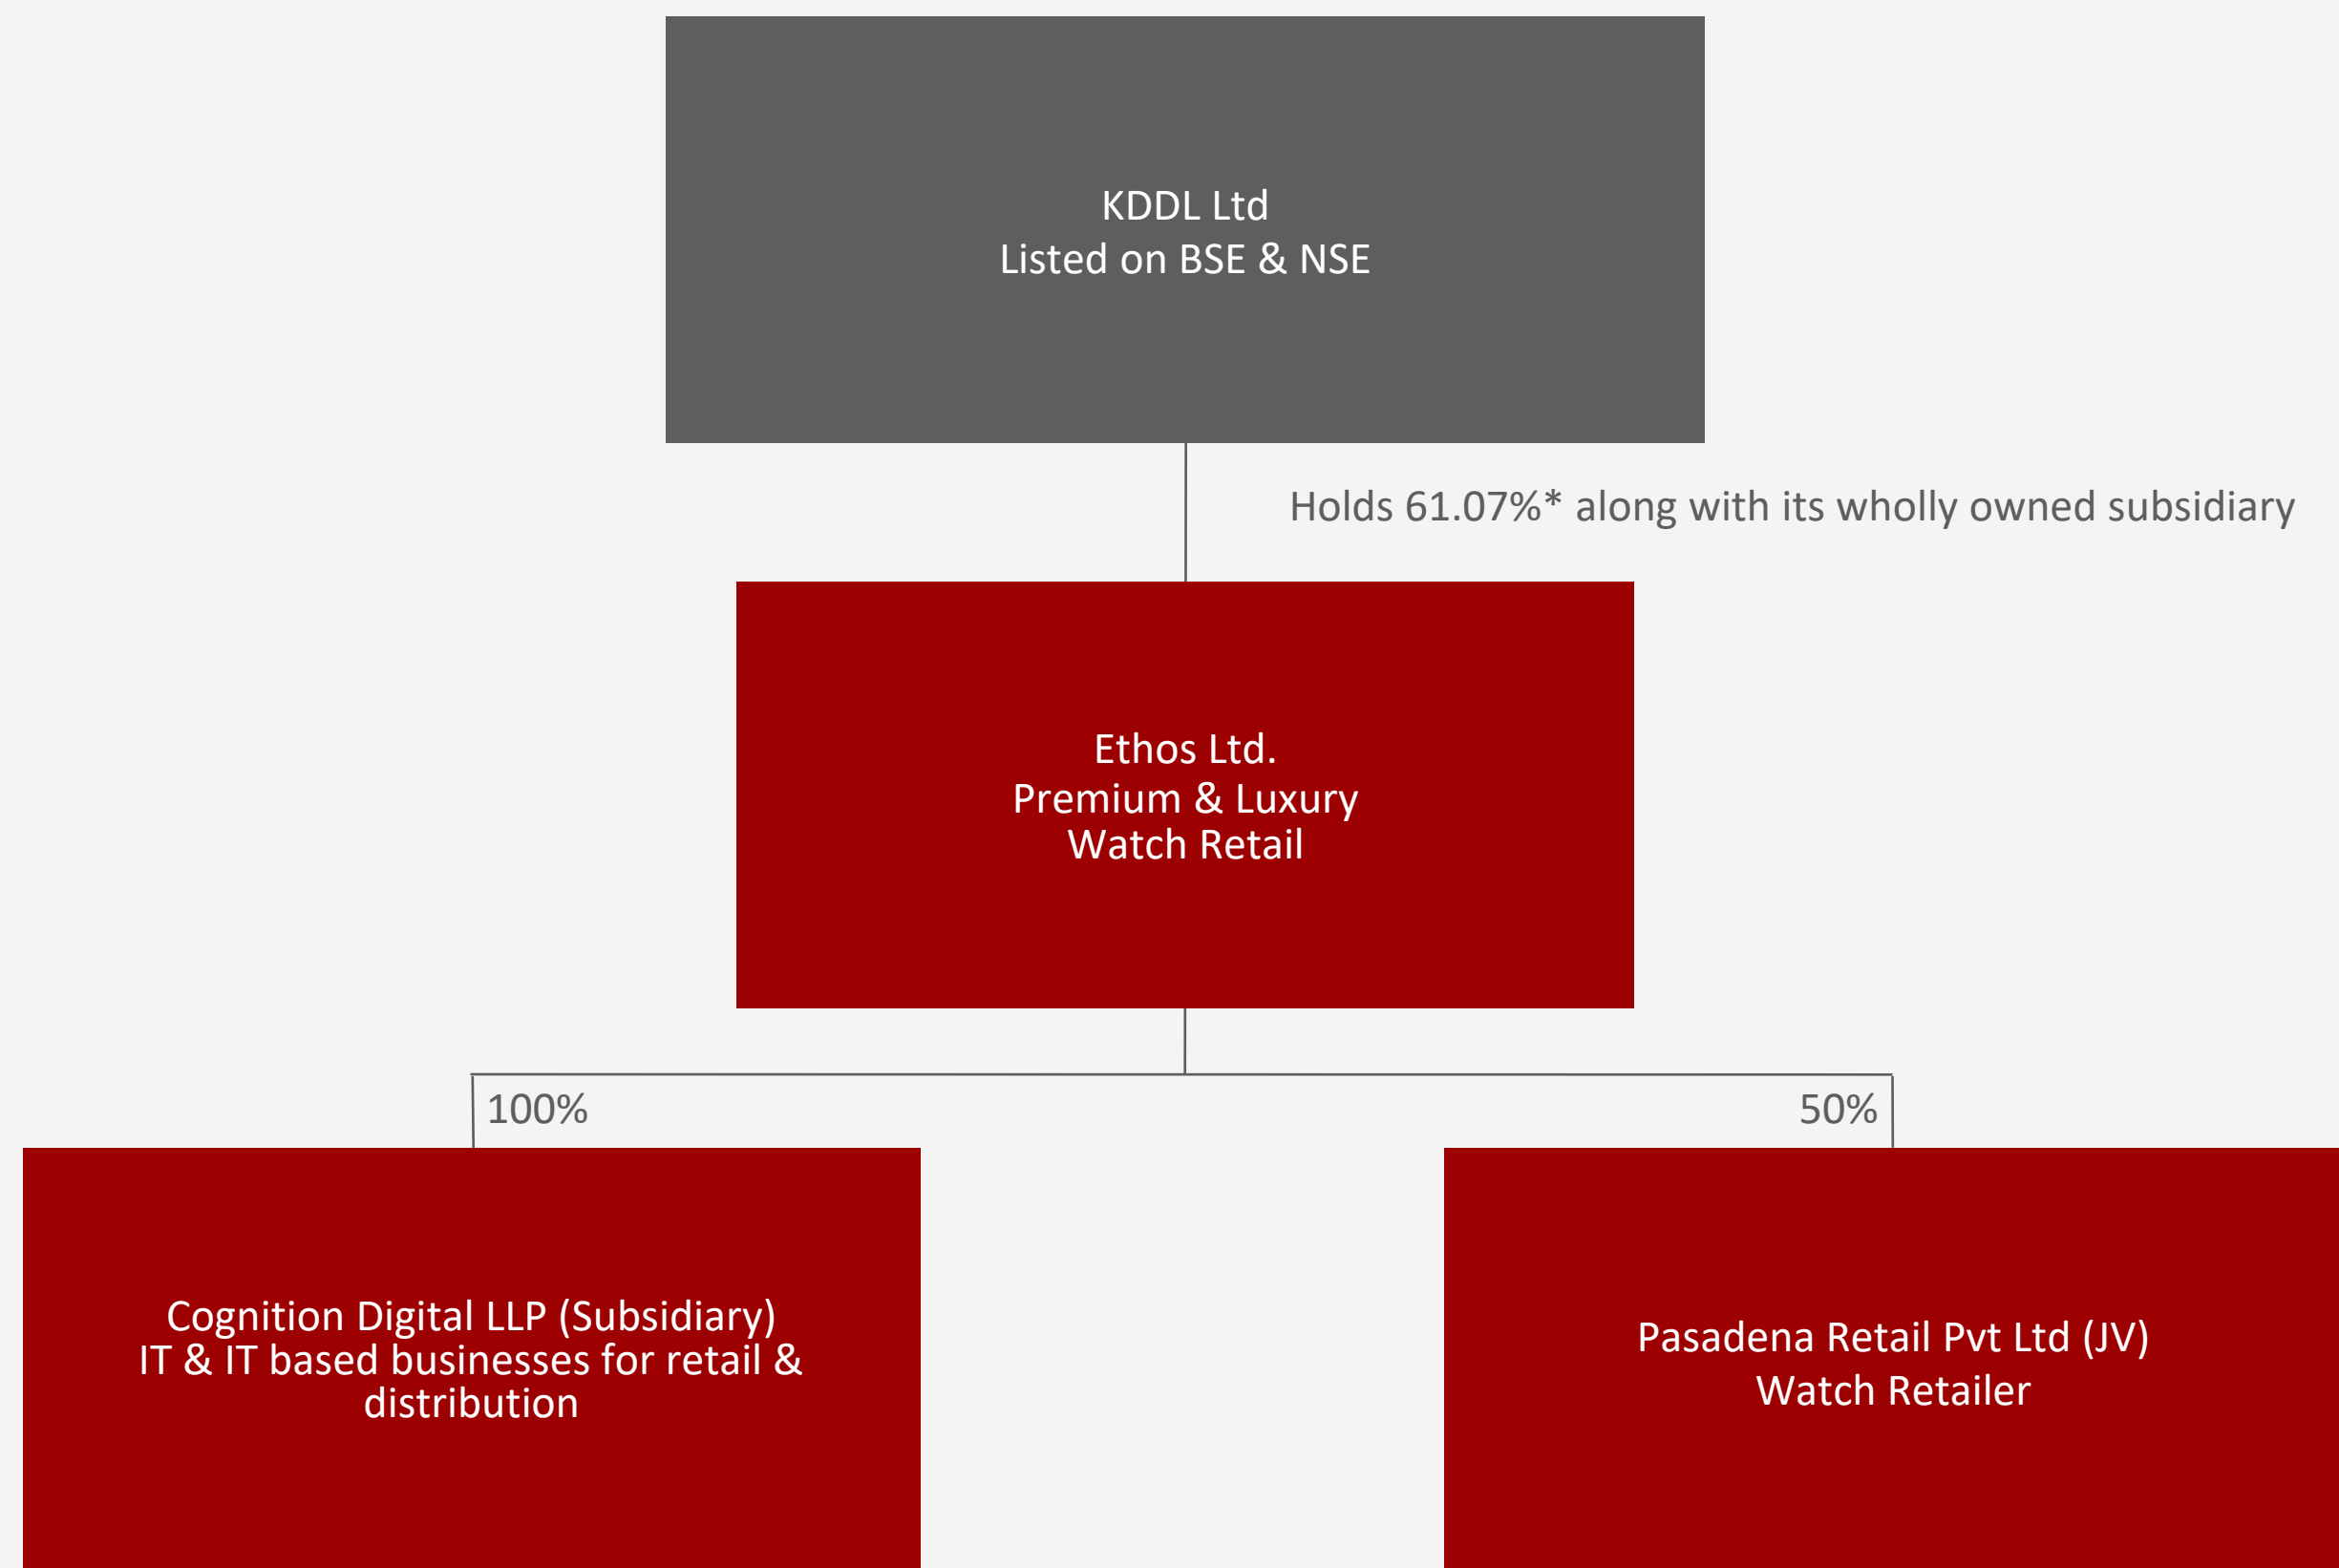 KDDL Ltd
Listed on BSE & NSE
Holds 61.07%* along with its wholly owned subsidiary
Ethos Ltd.
Premium & Luxury
Watch Retail
100%
50%
Cognition Digital LLP (Subsidiary)
IT & IT based businesses for retail &
distribution
Pasadena Retail Pvt Ltd (JV)
Watch Retailer